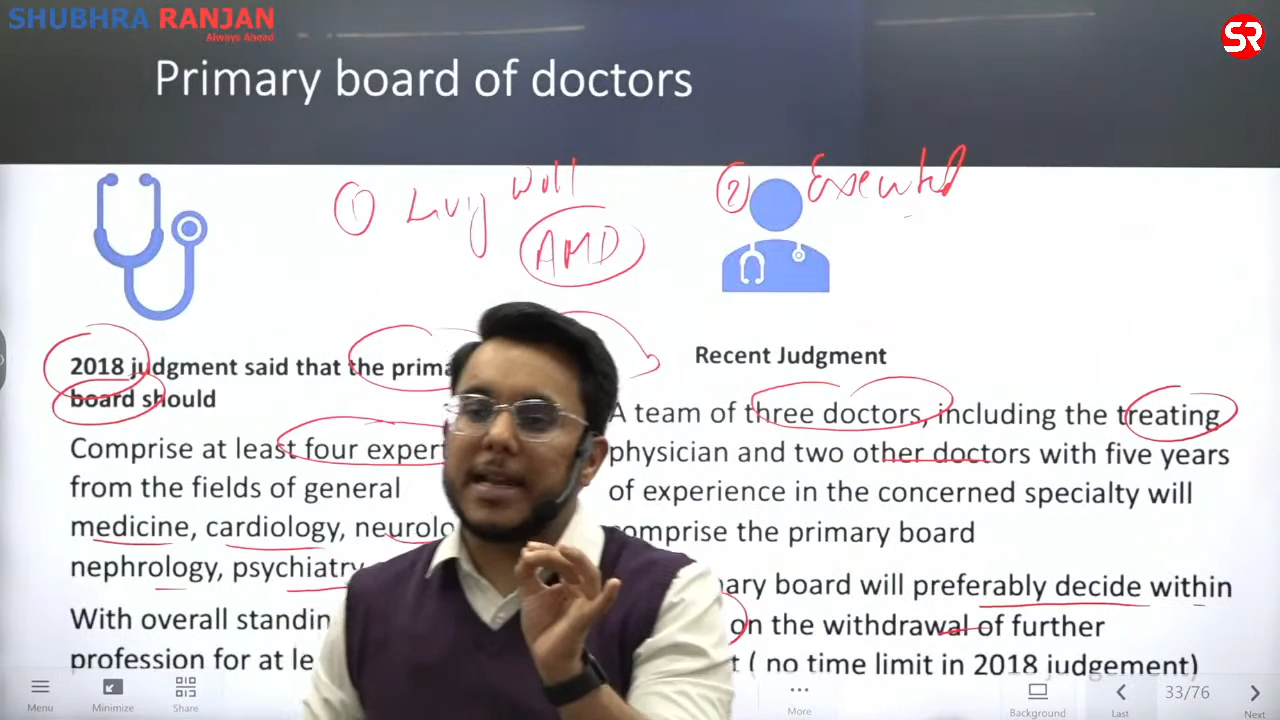 SHUBHRA RANJAN
Always Ahead
SR
Primary board of doctors
① Living Will
② Executed
AMD
2018 judgment said that the prima
board should
Comprise at least four expert
from the fields of general
medicine, cardiology, neurolo
nephrology, psychiatry
With overall standin
profession for at le
Recent Judgment
A team of three doctors, including the treating
physician and two other doctors with five years
of experience in the concerned specialty will
comprise the primary board
ary board will preferably decide within
on the withdrawal of further
t ( no time limit in 2018 judgement)
Menu
Minimize
Share
More
Background
Last
33/76
Next